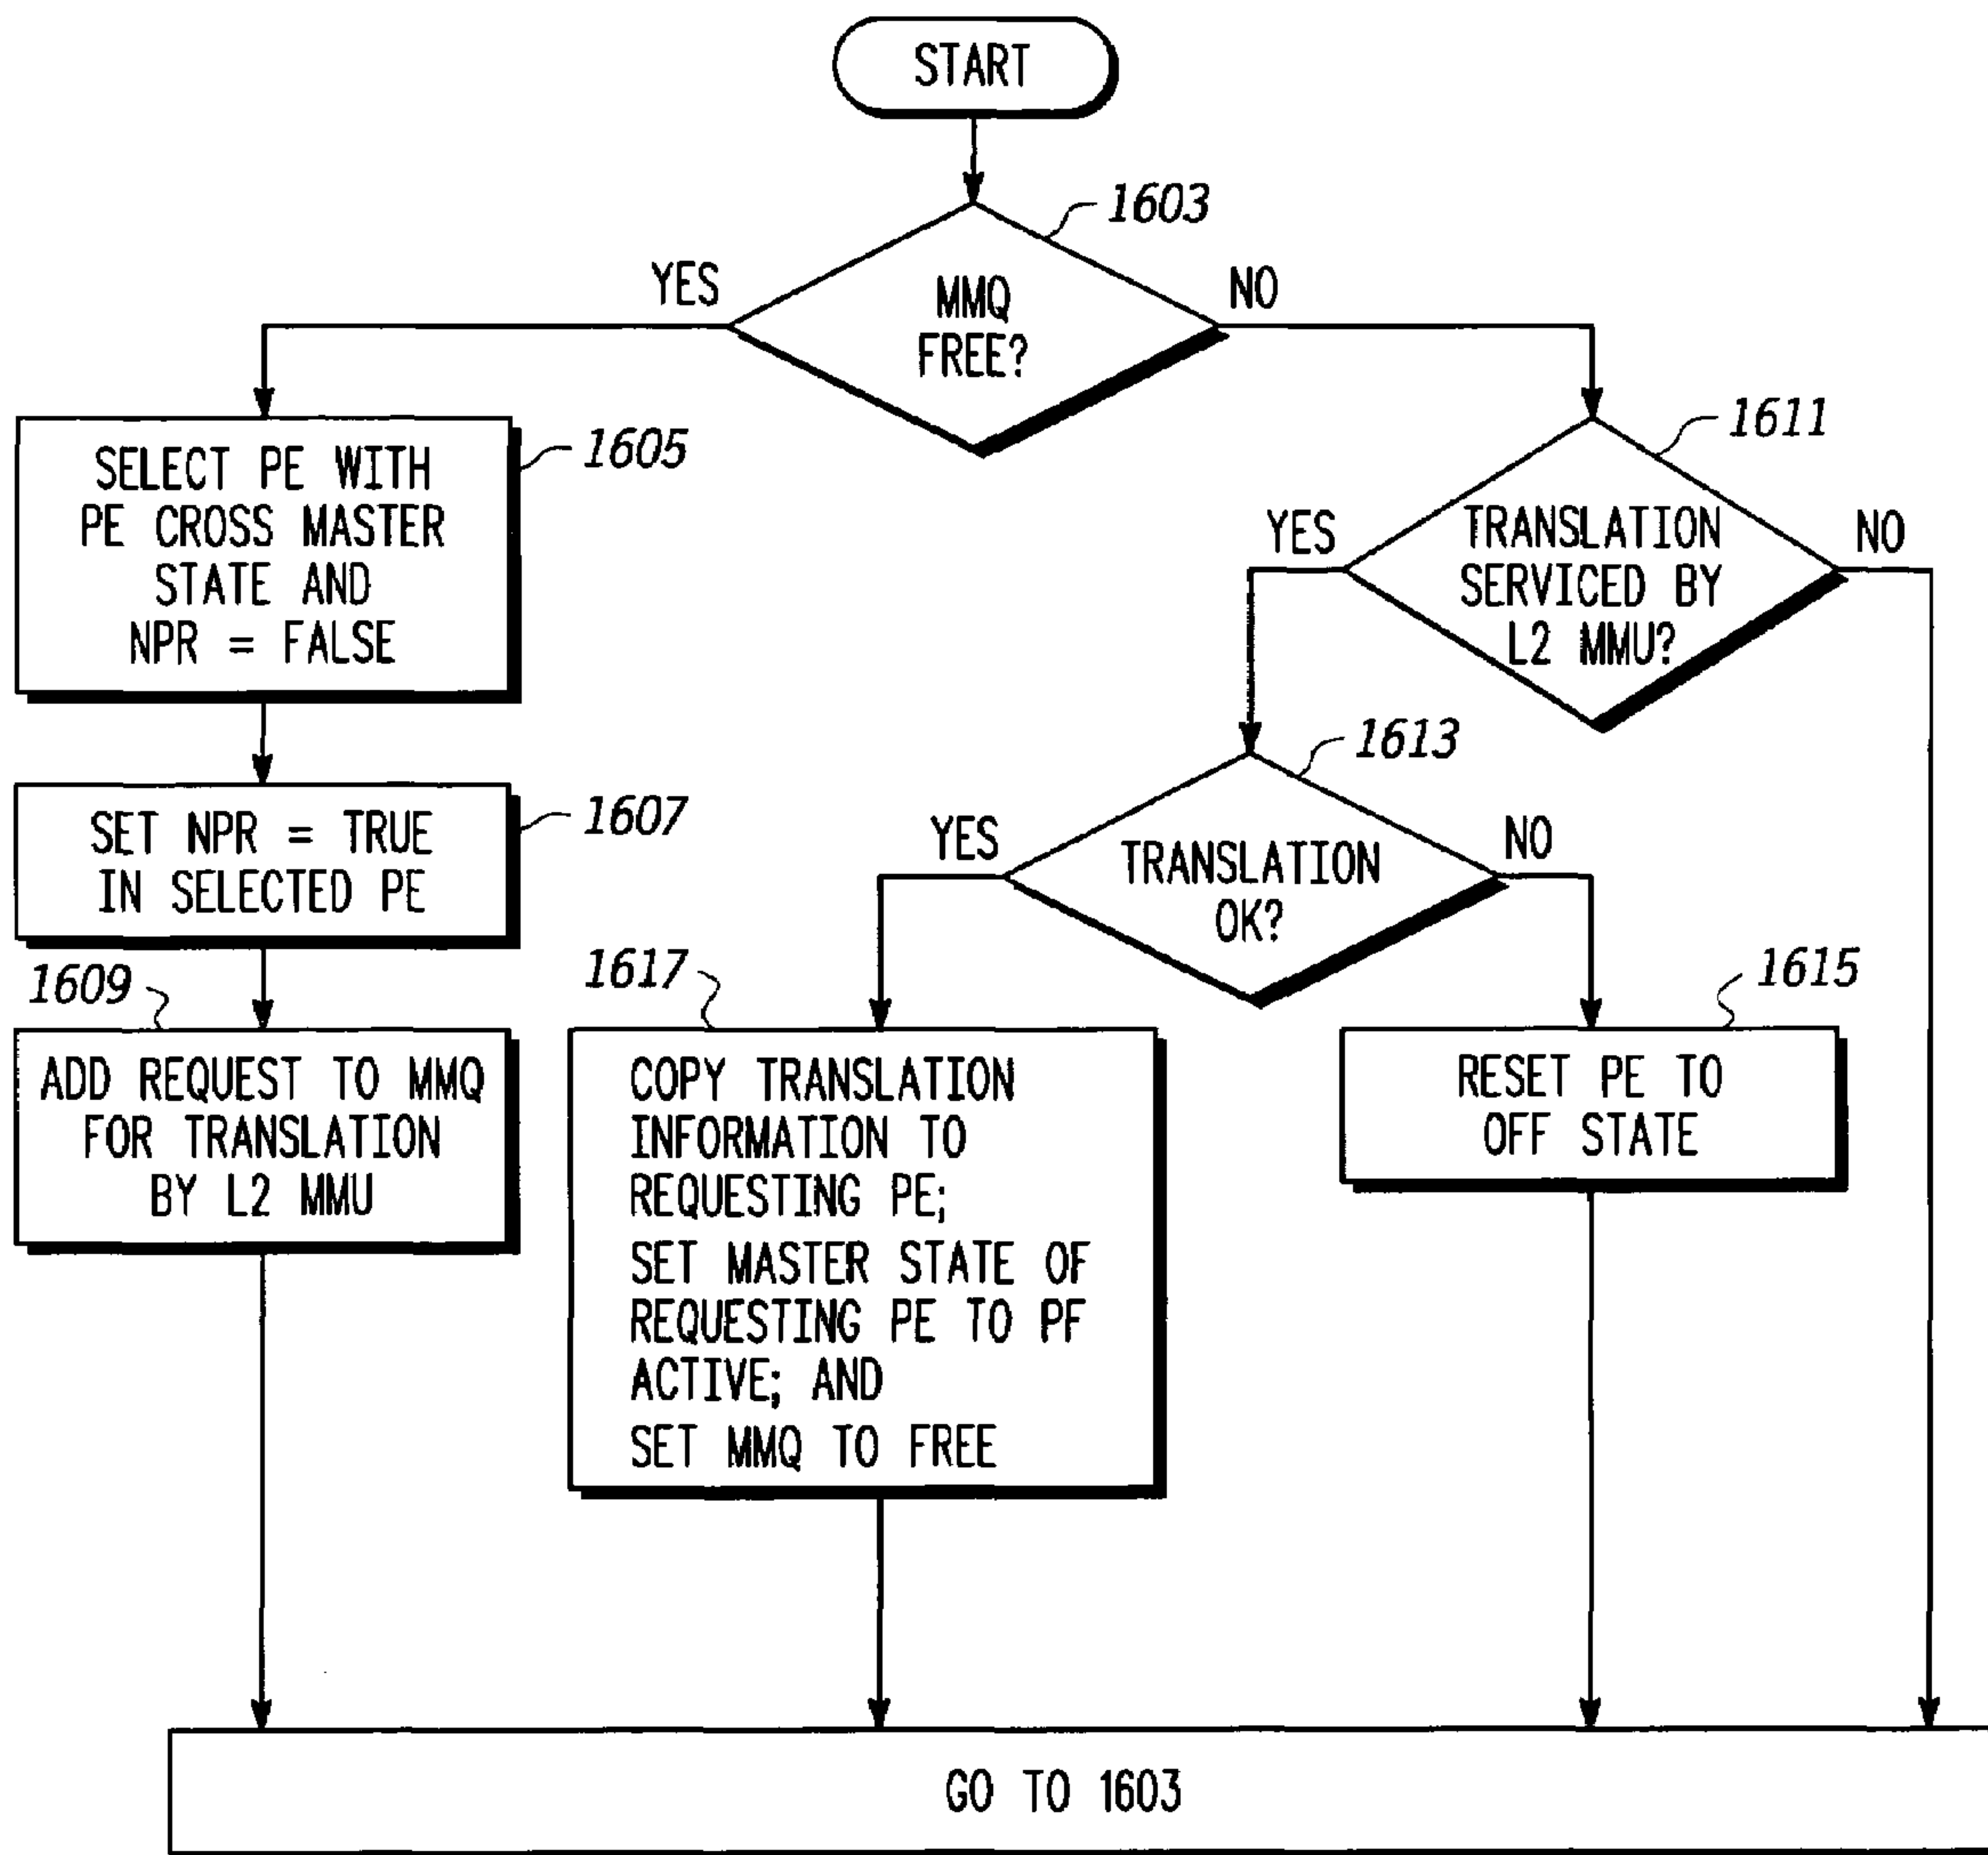 START
1603
YES
MMQ
FREE?
NO
1605
SELECT PE WITH
PE CROSS MASTER
STATE AND
NPR = FALSE
1611
YES
TRANSLATION
SERVICED BY
L2 MMU?
NO
1607
SET NPR = TRUE
IN SELECTED PE
1613
YES
TRANSLATION
OK?
NO
1609
ADD REQUEST TO MMQ
FOR TRANSLATION
BY L2 MMU
1617
COPY TRANSLATION
INFORMATION TO
REQUESTING PE;
SET MASTER STATE OF
REQUESTING PE TO PF
ACTIVE; AND
SET MMQ TO FREE
1615
RESET PE TO
OFF STATE
GO TO 1603